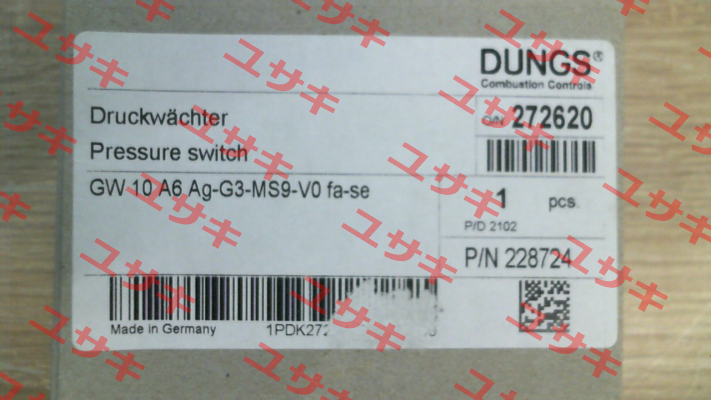 DUNGS®
Combustion Controls
Druckwächter
Pressure switch
O/N 272620
GW 10 A6 Ag-G3-MS9-V0 fa-se
1 pcs.
P/D 2102
P/N 228724
Made in Germany
ユサキ